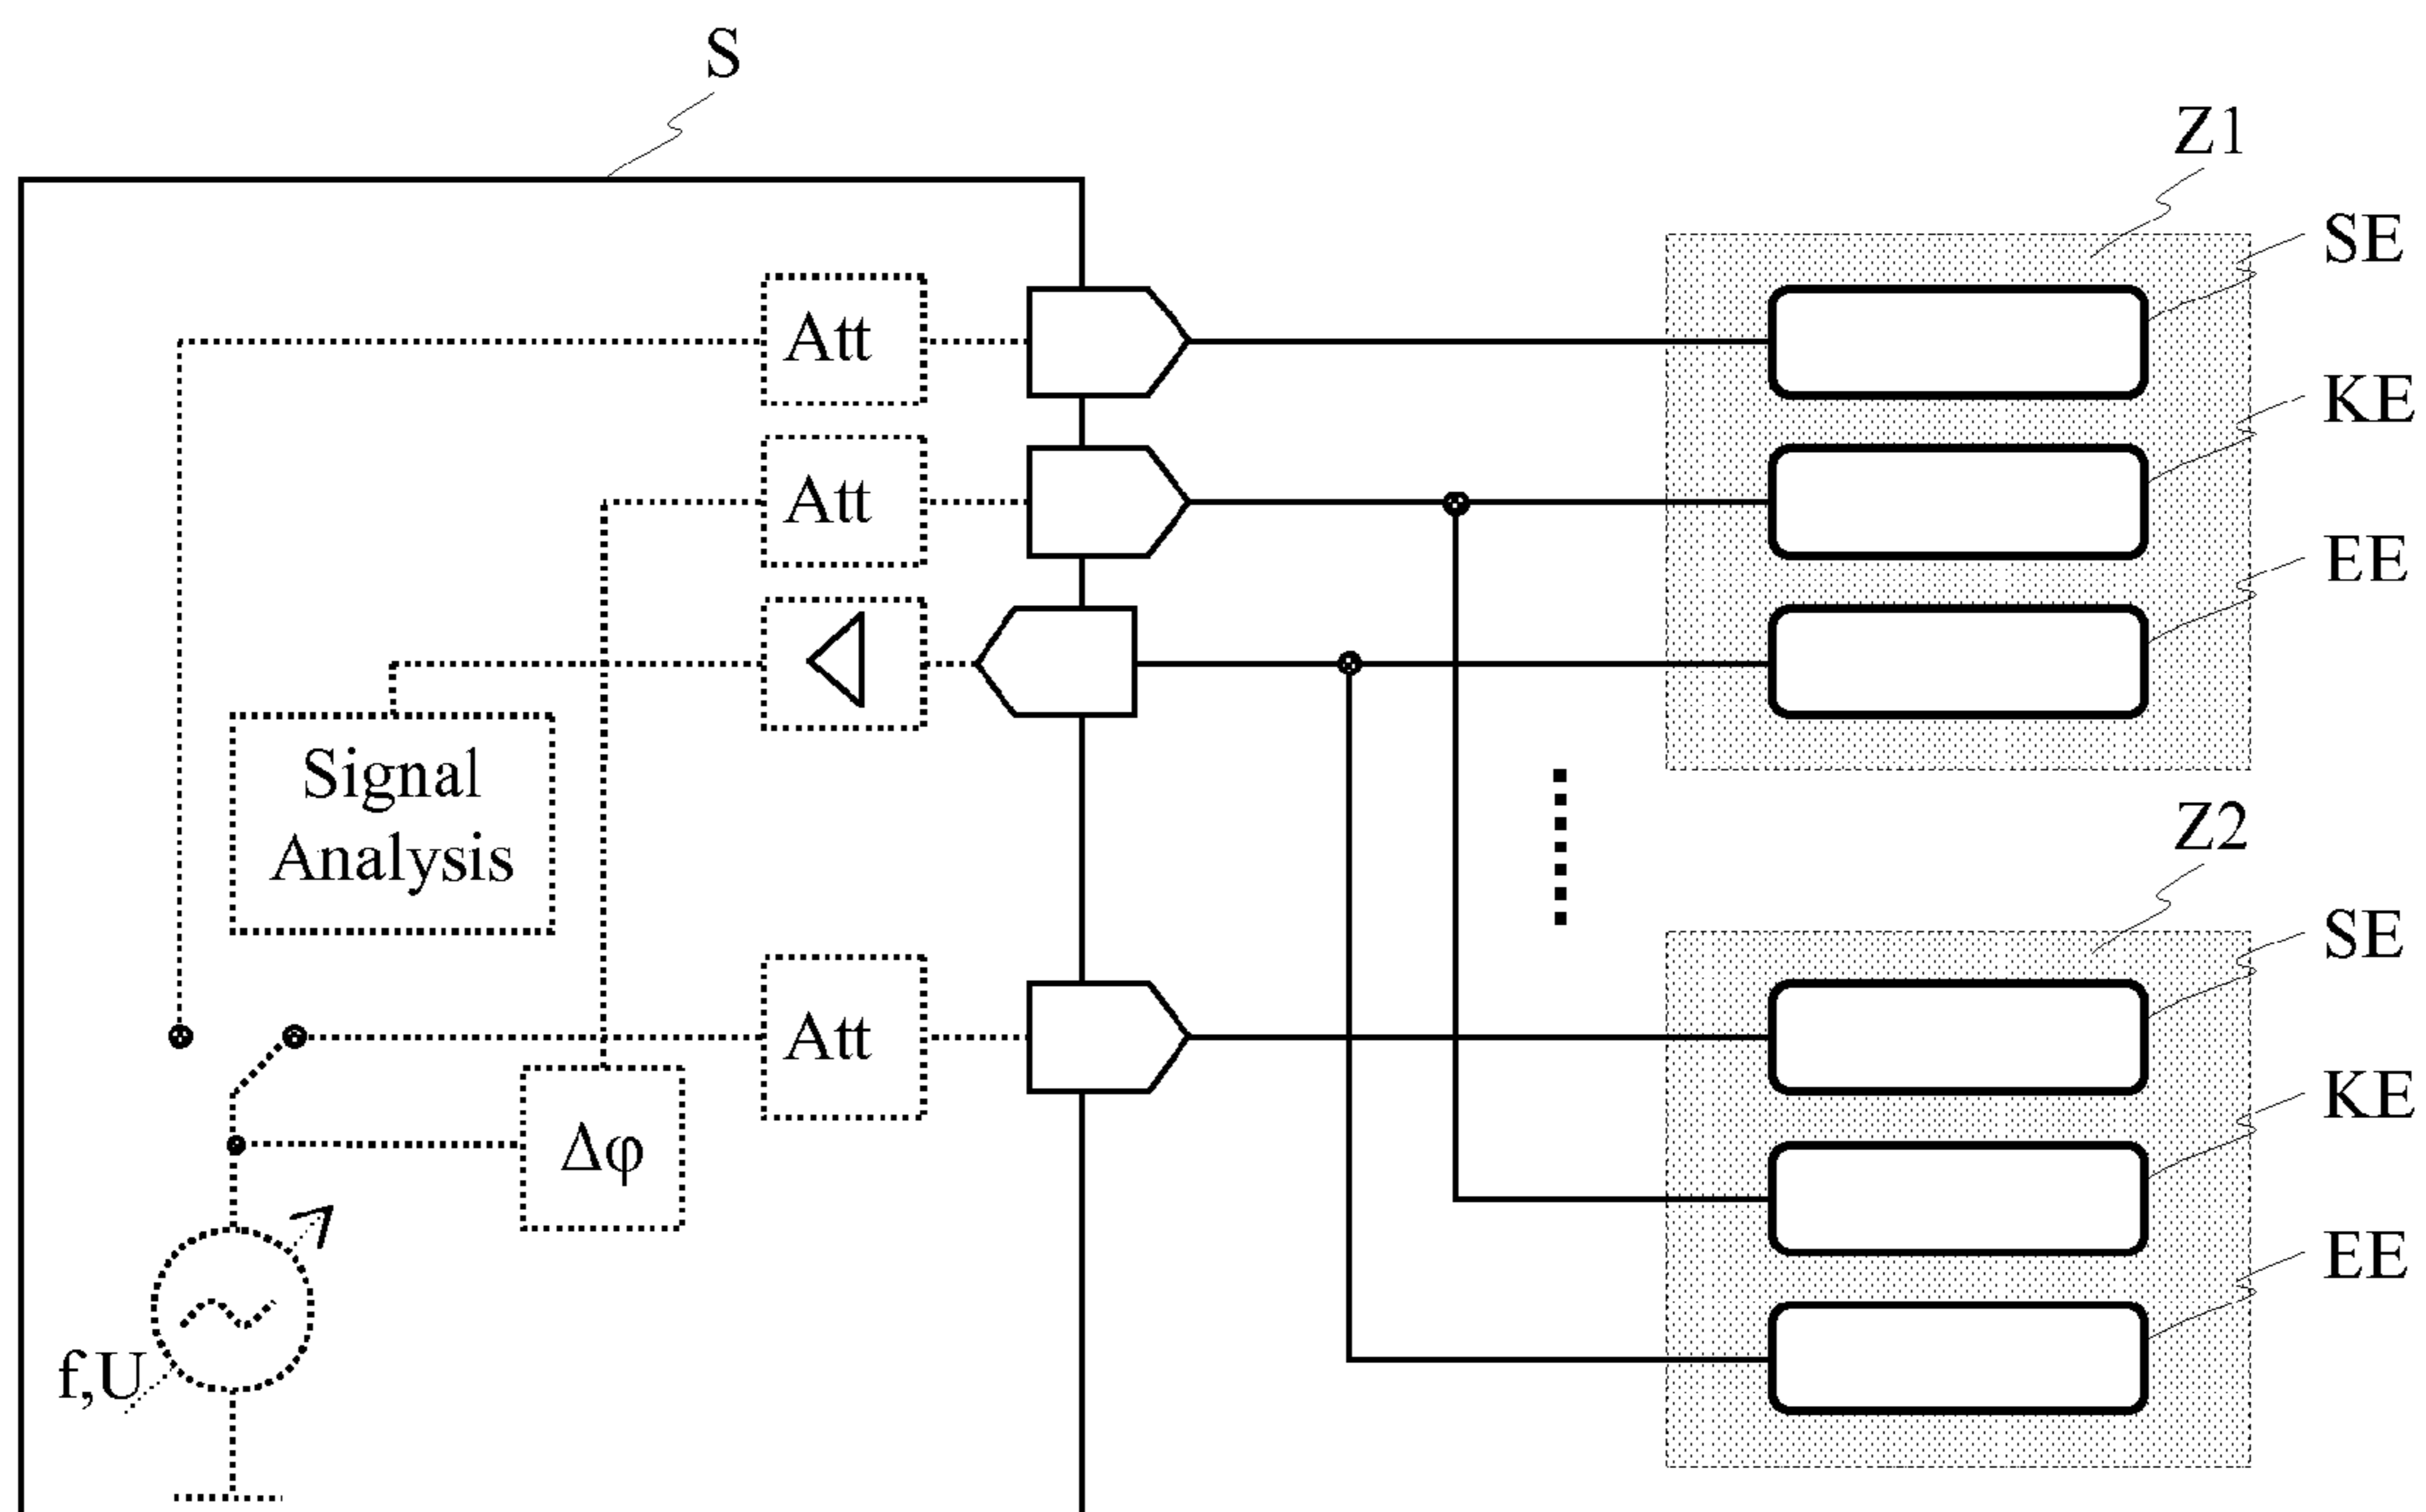 S
Z1
SE
Att
KE
Att
EE
Signal
Analysis
Z2
SE
Att
KE
Δφ
EE
f,U